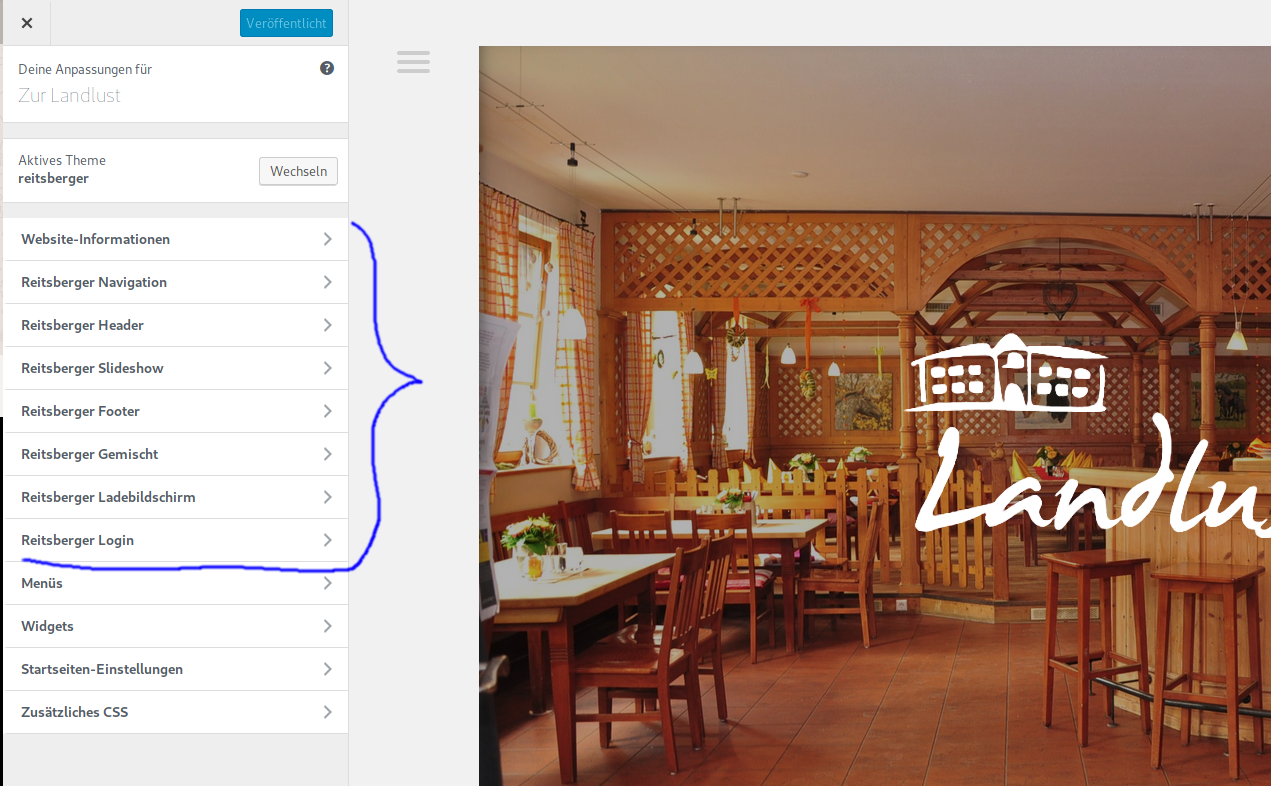 Veröffentlicht
Deine Anpassungen für
Zur Landlust
Aktives Theme
reitsberger
Wechseln
Website-Informationen
Reitsberger Navigation
Reitsberger Header
Reitsberger Slideshow
Reitsberger Footer
Reitsberger Gemischt
Reitsberger Ladebildschirm
Reitsberger Login
Menüs
Widgets
Startseiten-Einstellungen
Zusätzliches CSS
Landlus